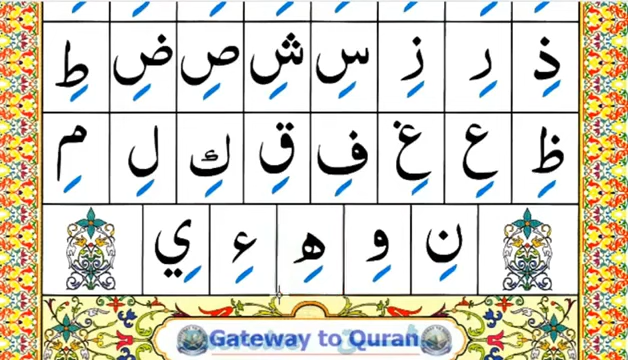 ذِ رِ زِ سِ شِ صِ ضِ طِ
ظِ عِ غِ فِ قِ كِ لِ مِ
نِ وِ هِ ءِ يِ
Gateway to Quran